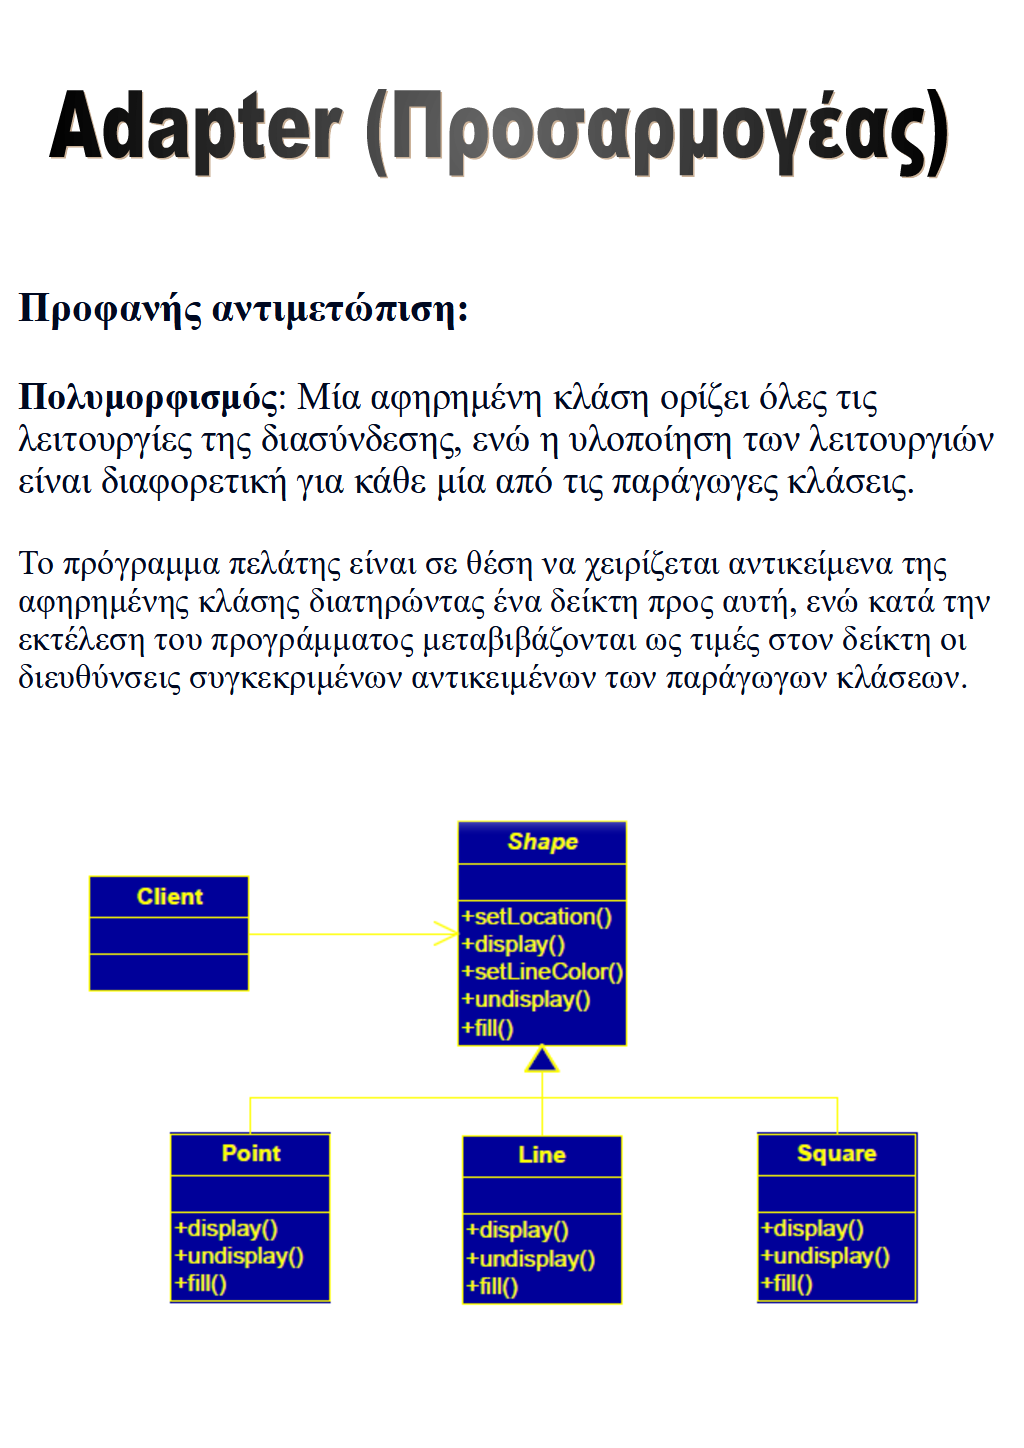 Adapter (Προσαρμογέας)
Προφανής αντιμετώπιση:
Πολυμορφισμός: Μία αφηρημένη κλάση ορίζει όλες τις
λειτουργίες της διασύνδεσης, ενώ η υλοποίηση των λειτουργιών
είναι διαφορετική για κάθε μία από τις παράγωγες κλάσεις.
Το πρόγραμμα πελάτης είναι σε θέση να χειρίζεται αντικείμενα της
αφηρημένης κλάσης διατηρώντας ένα δείκτη προς αυτή, ενώ κατά την
εκτέλεση του προγράμματος μεταβιβάζονται ως τιμές στον δείκτη οι
διευθύνσεις συγκεκριμένων αντικειμένων των παράγωγων κλάσεων.
Client
Shape
+setLocation()
+display()
+setLineColor()
+undisplay()
+fill()
Point
+display()
+undisplay()
+fill()
Line
+display()
+undisplay()
+fill()
Square
+display()
+undisplay()
+fill()